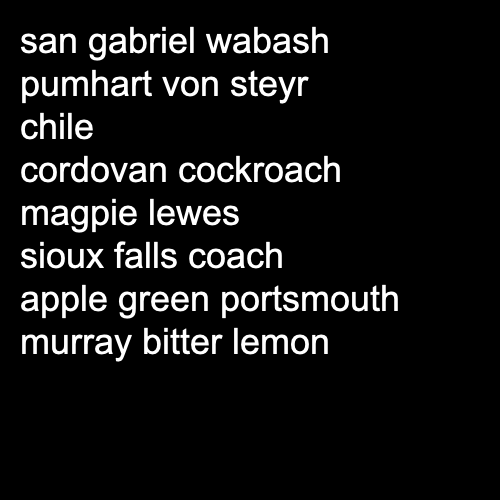 san gabriel wabash
pumhart von steyr
chile
cordovan cockroach
magpie lewes
sioux falls coach
apple green portsmouth
murray bitter lemon